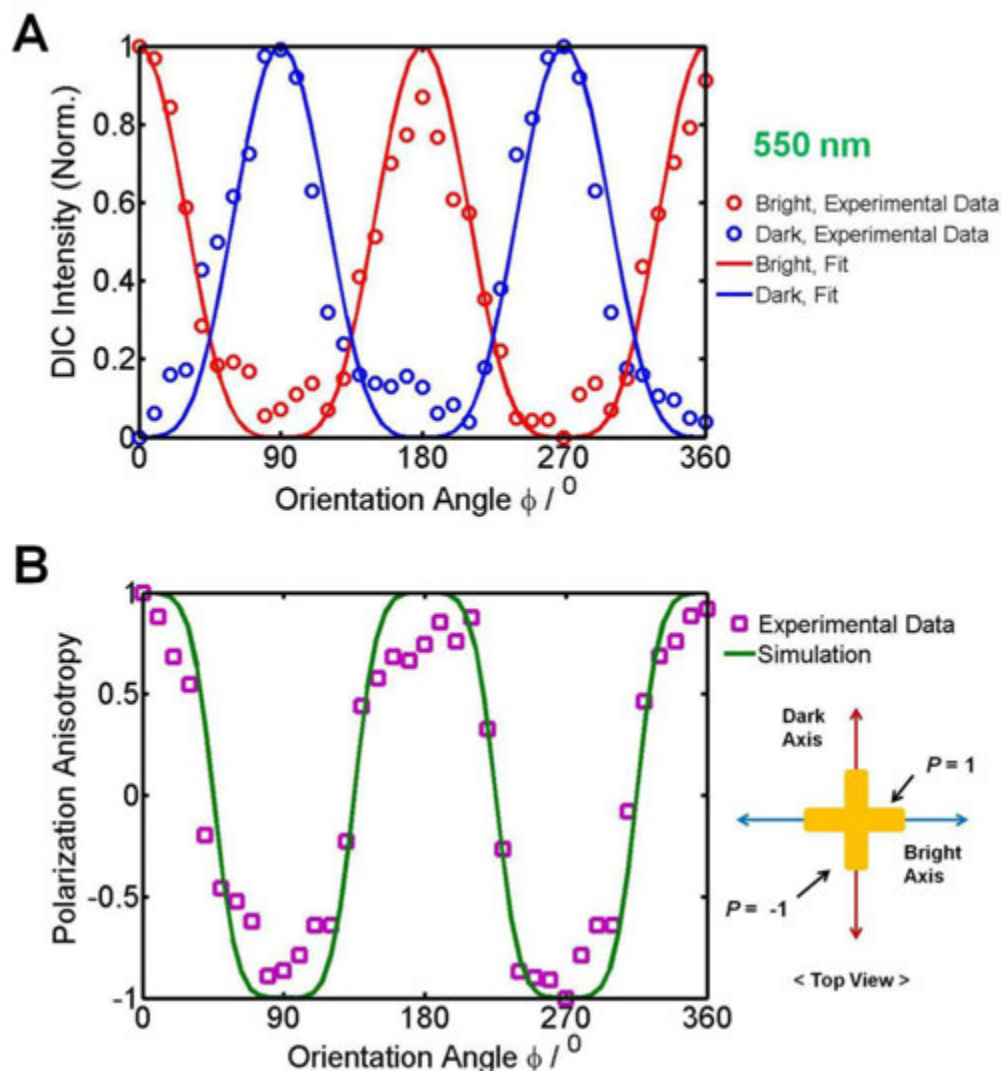 A
DIC Intensity (Norm.)
1
0.8
0.6
0.4
0.2
0
0 90 180 270 360
Orientation Angle ϕ / ⁰
550 nm
Bright, Experimental Data
Dark, Experimental Data
Bright, Fit
Dark, Fit
B
Polarization Anisotropy
1
0.5
0
-0.5
-1
0 90 180 270 360
Orientation Angle ϕ / ⁰
Experimental Data
Simulation
Dark
Axis
P = 1
Bright
Axis
P = -1
< Top View >